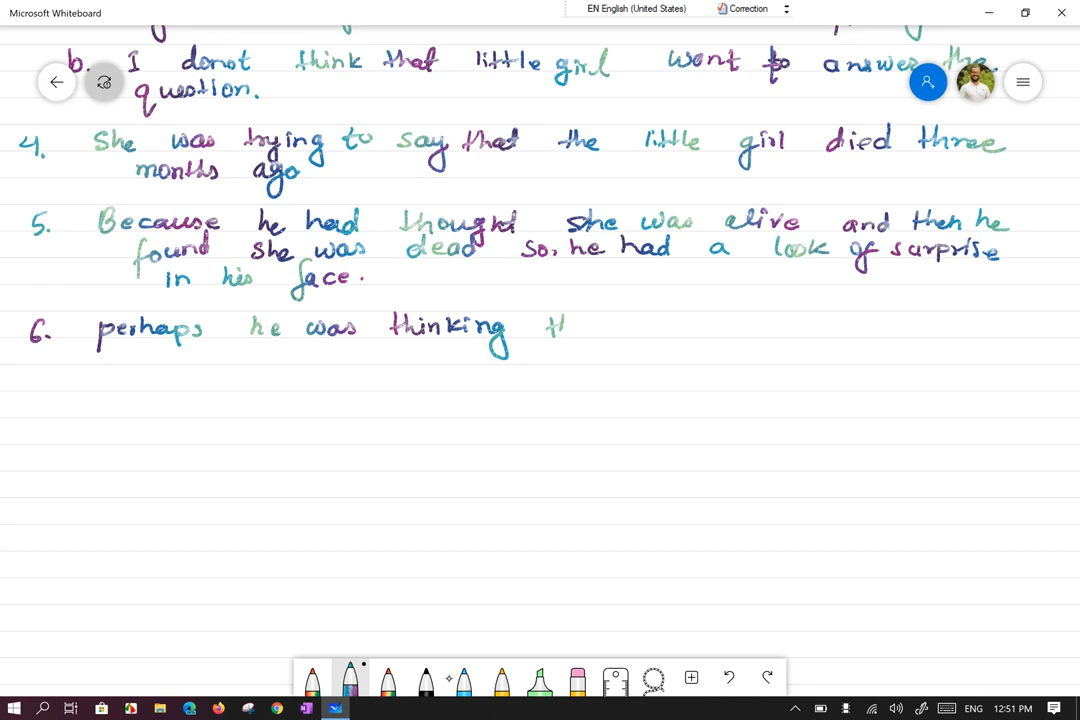 Microsoft Whiteboard
EN English (United States)
Correction
b. I donot think that little girl want to answer the
question.
4. She was trying to say that the little girl died three
months ago
5. Because he had thought she was alive and then he
found she was dead so, he had a look of surprise
in his face.
6. perhaps he was thinking th
ENG
12:51 PM